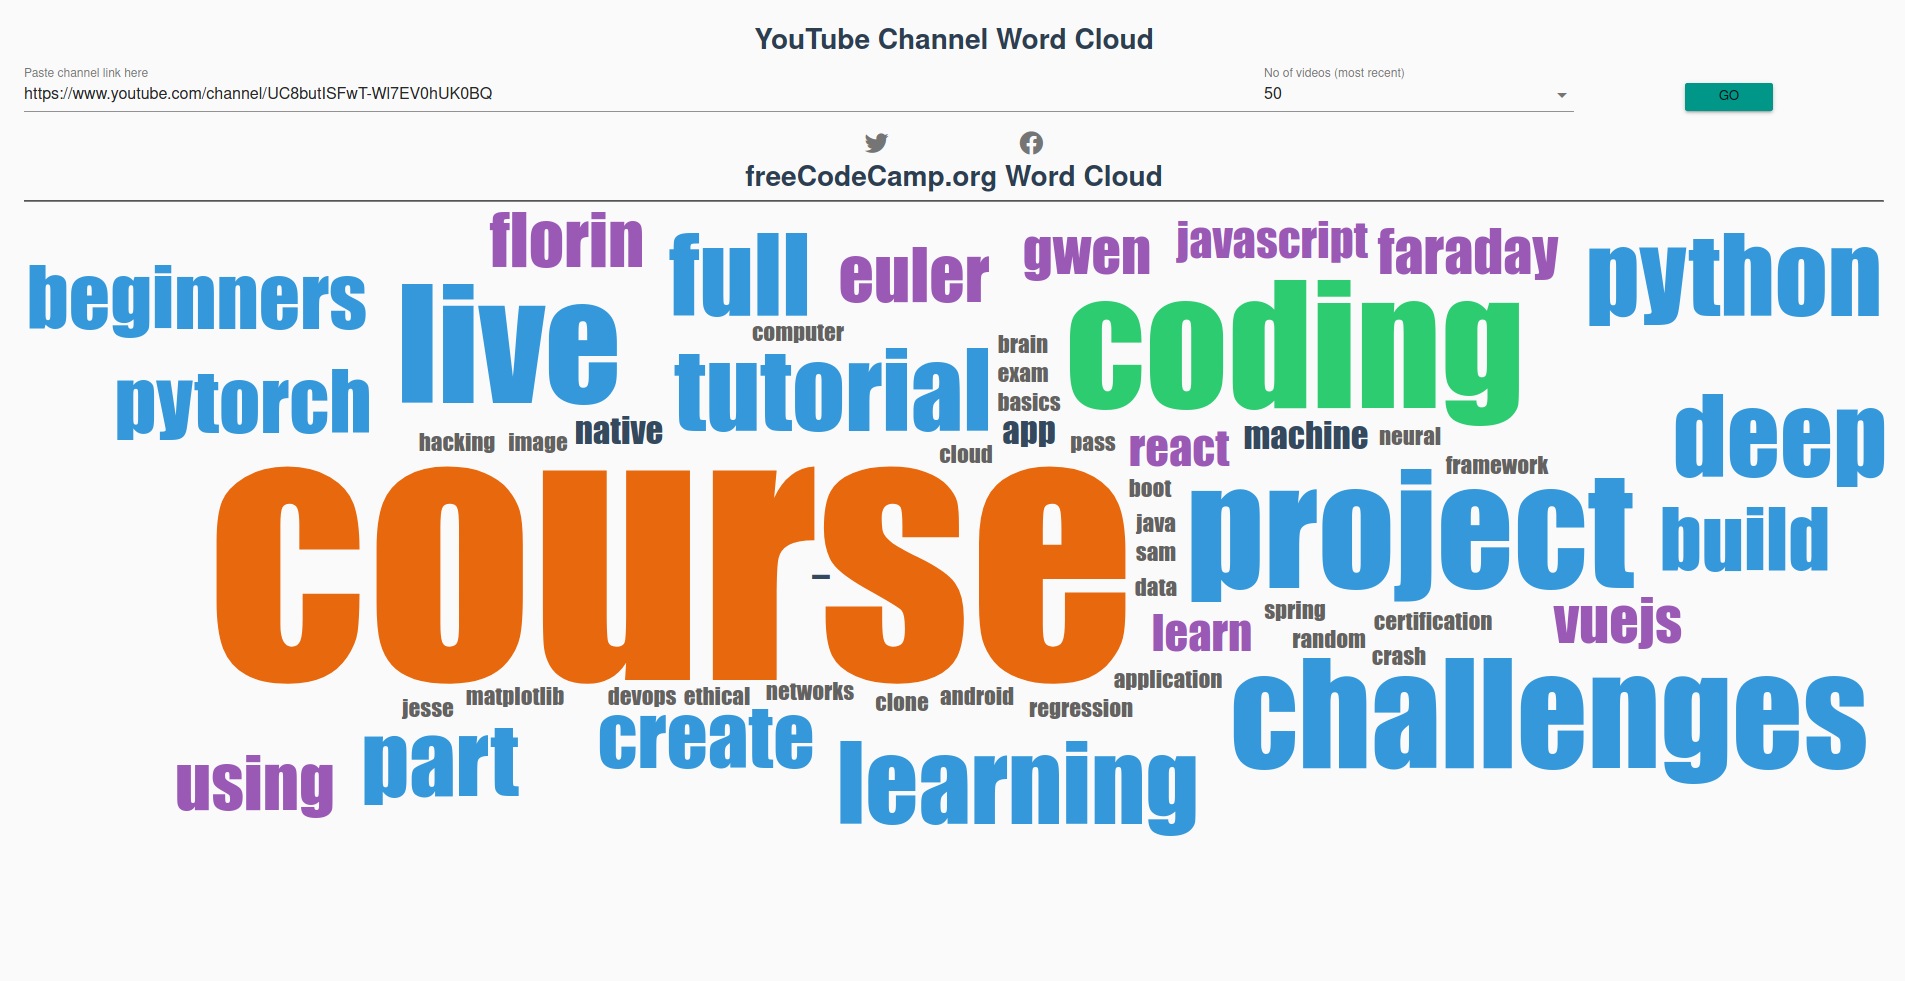 YouTube Channel Word Cloud
Paste channel link here
No of videos (most recent)
https://www.youtube.com/channel/UC8butISFwT-Wl7EV0hUK0BQ
50
GO
freeCodeCamp.org Word Cloud
florin
full
euler
gwen
javascript
faraday
python
beginners
live
computer
coding
brain
tutorial
exam
pytorch
basics
deep
hacking
image
native
app
cloud
pass
react
machine
neural
framework
course
boot
project
build
java
sam
data
–
learn
spring
certification
vuejs
random
crash
application
challenges
jesse
matplotlib
devops
ethical
networks
clone
android
regression
create
part
using
learning